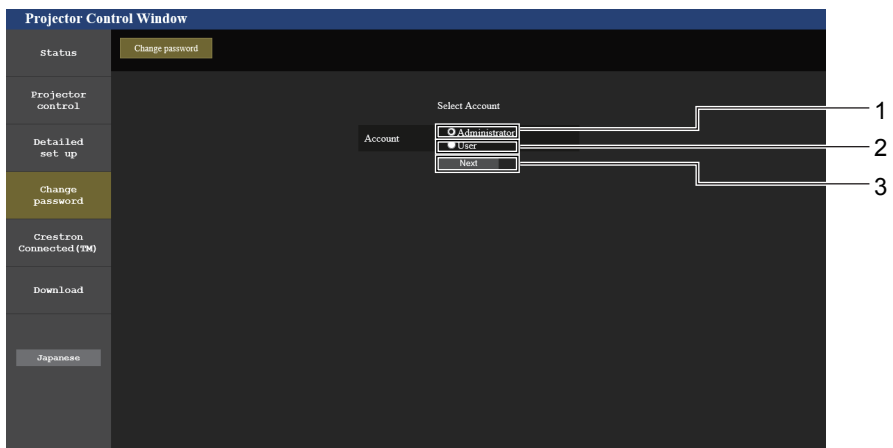 Projector Control Window
Status
Change password
Projector
control
Select Account
1
Account
Administrator
Detailed
set up
User
2
Next
3
Change
password
Crestron
Connected(TM)
Download
Japanese